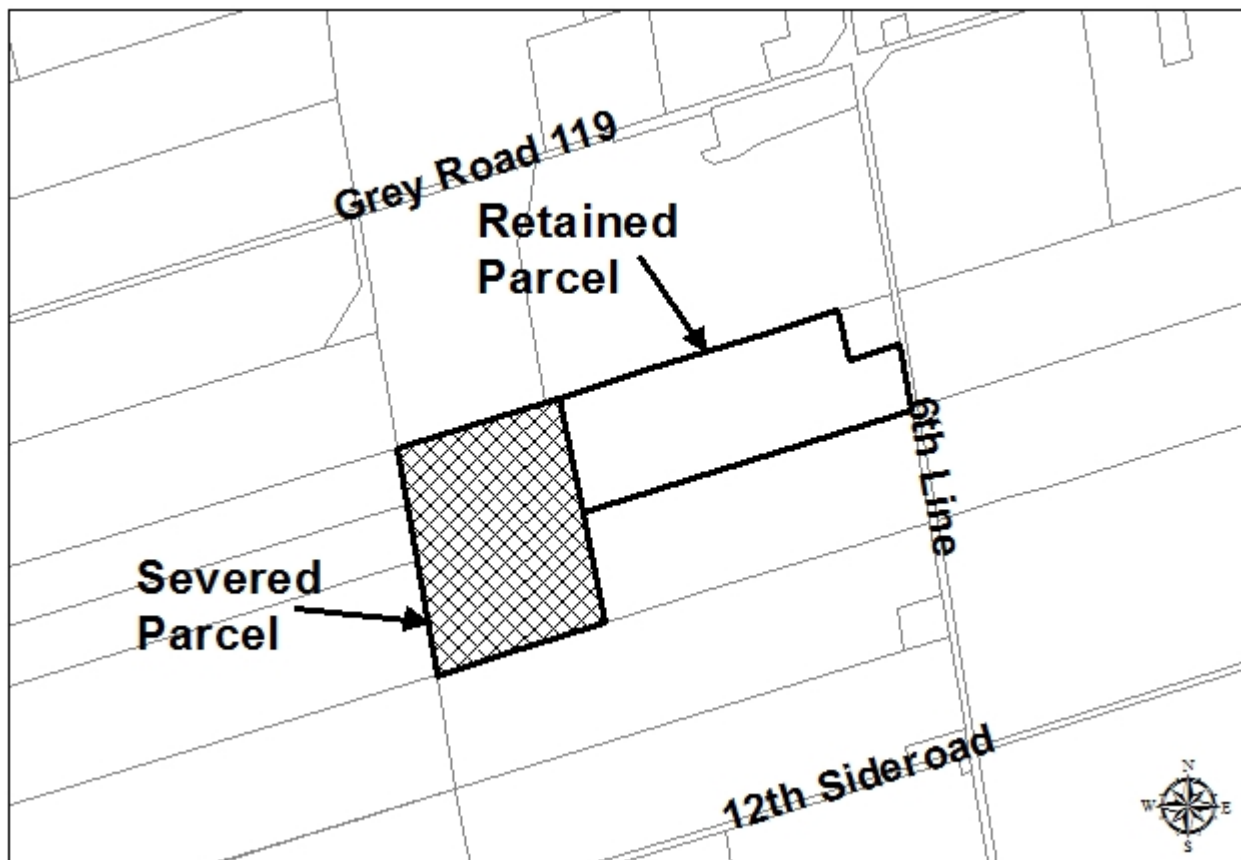 Grey Road 119
Retained
Parcel
6th Line
Severed
Parcel
12th Sideroad
N
W E
S